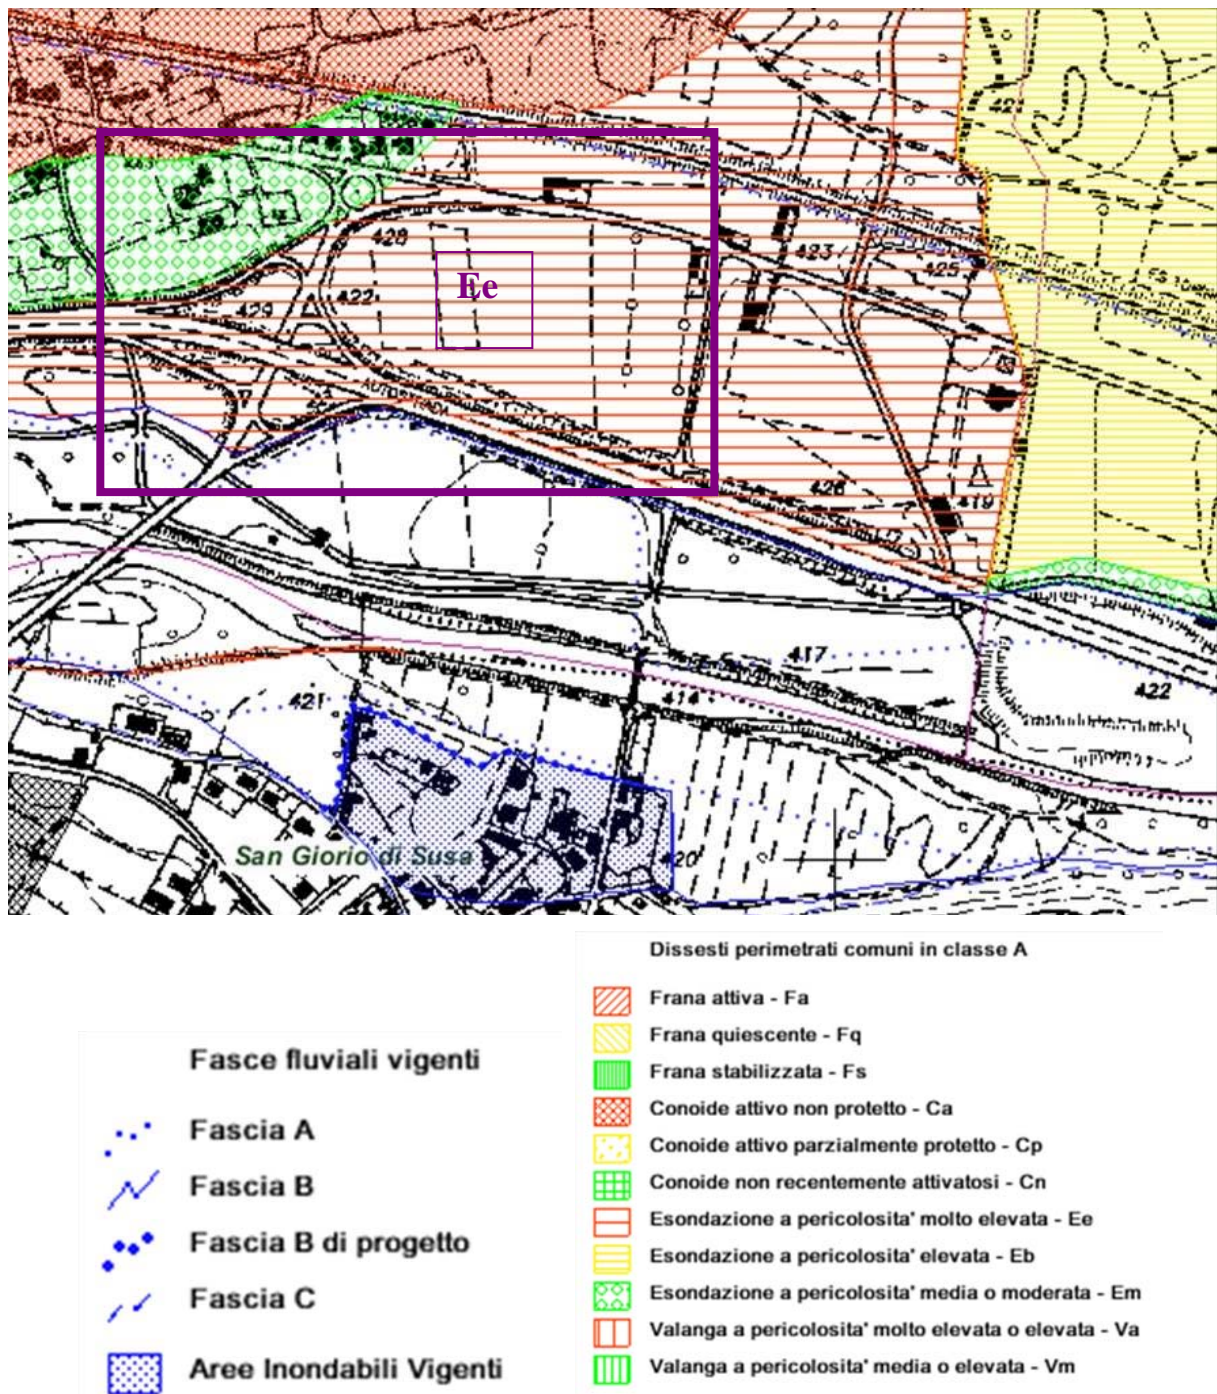 428
Ee
422
429
423
425
AUTOSTRADA
426
419
417
422
414
421
San Giorio di Susa
420
Dissesti perimetrati comuni in classe A
Frana attiva - Fa
Frana quiescente - Fq
Frana stabilizzata - Fs
Conoide attivo non protetto - Ca
Conoide attivo parzialmente protetto - Cp
Conoide non recentemente attivatosi - Cn
Esondazione a pericolosita' molto elevata - Ee
Esondazione a pericolosita' elevata - Eb
Esondazione a pericolosita' media o moderata - Em
Valanga a pericolosita' molto elevata o elevata - Va
Valanga a pericolosita' media o elevata - Vm
Fasce fluviali vigenti
Fascia A
Fascia B
Fascia B di progetto
Fascia C
Aree Inondabili Vigenti